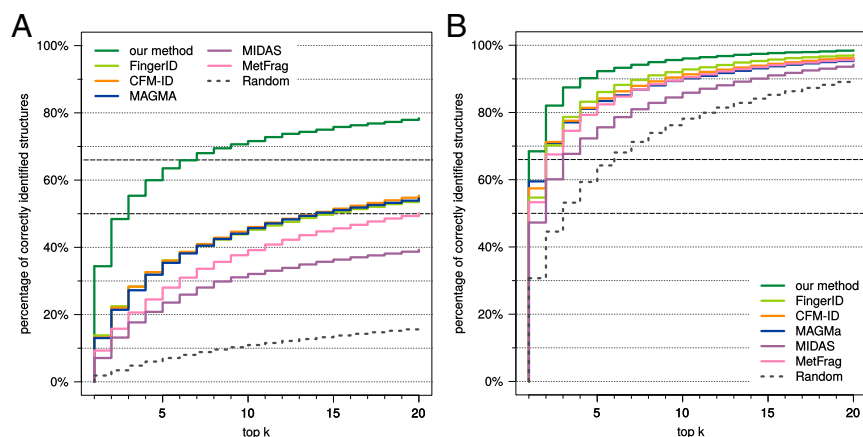 A
percentage of correctly identified structures
100%
80%
60%
40%
20%
0%
our method
FingerID
CFM-ID
MAGMA
MIDAS
MetFrag
Random
5
10
15
20
top k
B
percentage of correctly identified structures
100%
80%
60%
40%
20%
0%
our method
FingerID
CFM-ID
MAGMa
MIDAS
MetFrag
Random
5
10
15
20
top k